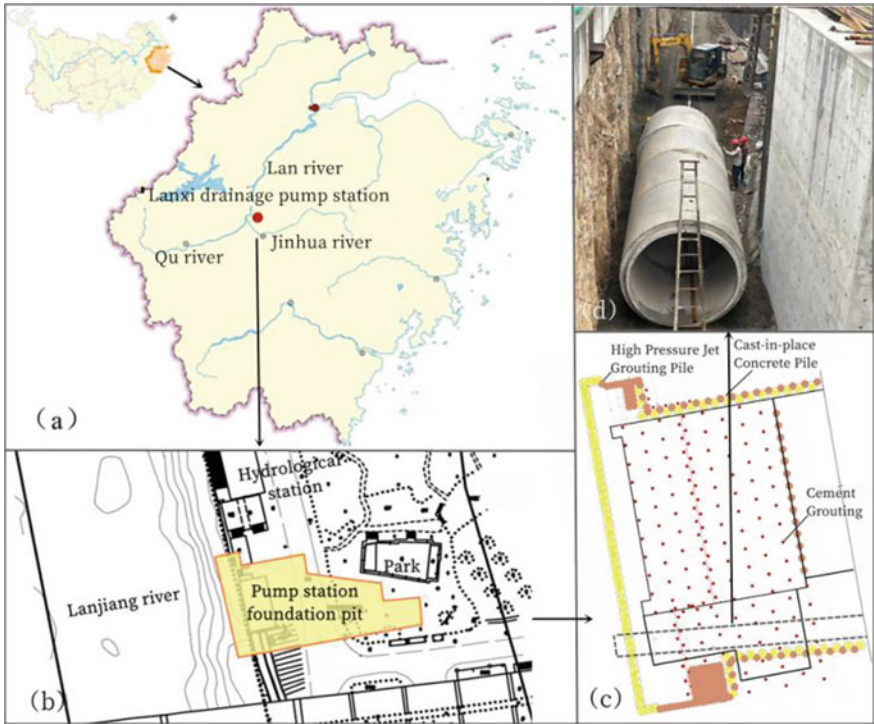 Lan river
Lanxi drainage pump station
Qu river
Jinhua river
(a)
(d)
Hydrological
station
Park
Lanjiang river
Pump station
foundation pit
(b)
High Pressure Jet
Grouting Pile
Cast-in-place
Concrete Pile
Cement
Grouting
(c)